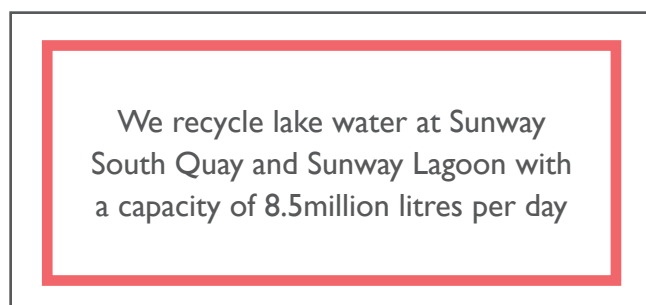 We recycle lake water at Sunway
South Quay and Sunway Lagoon with
a capacity of 8.5million litres per day